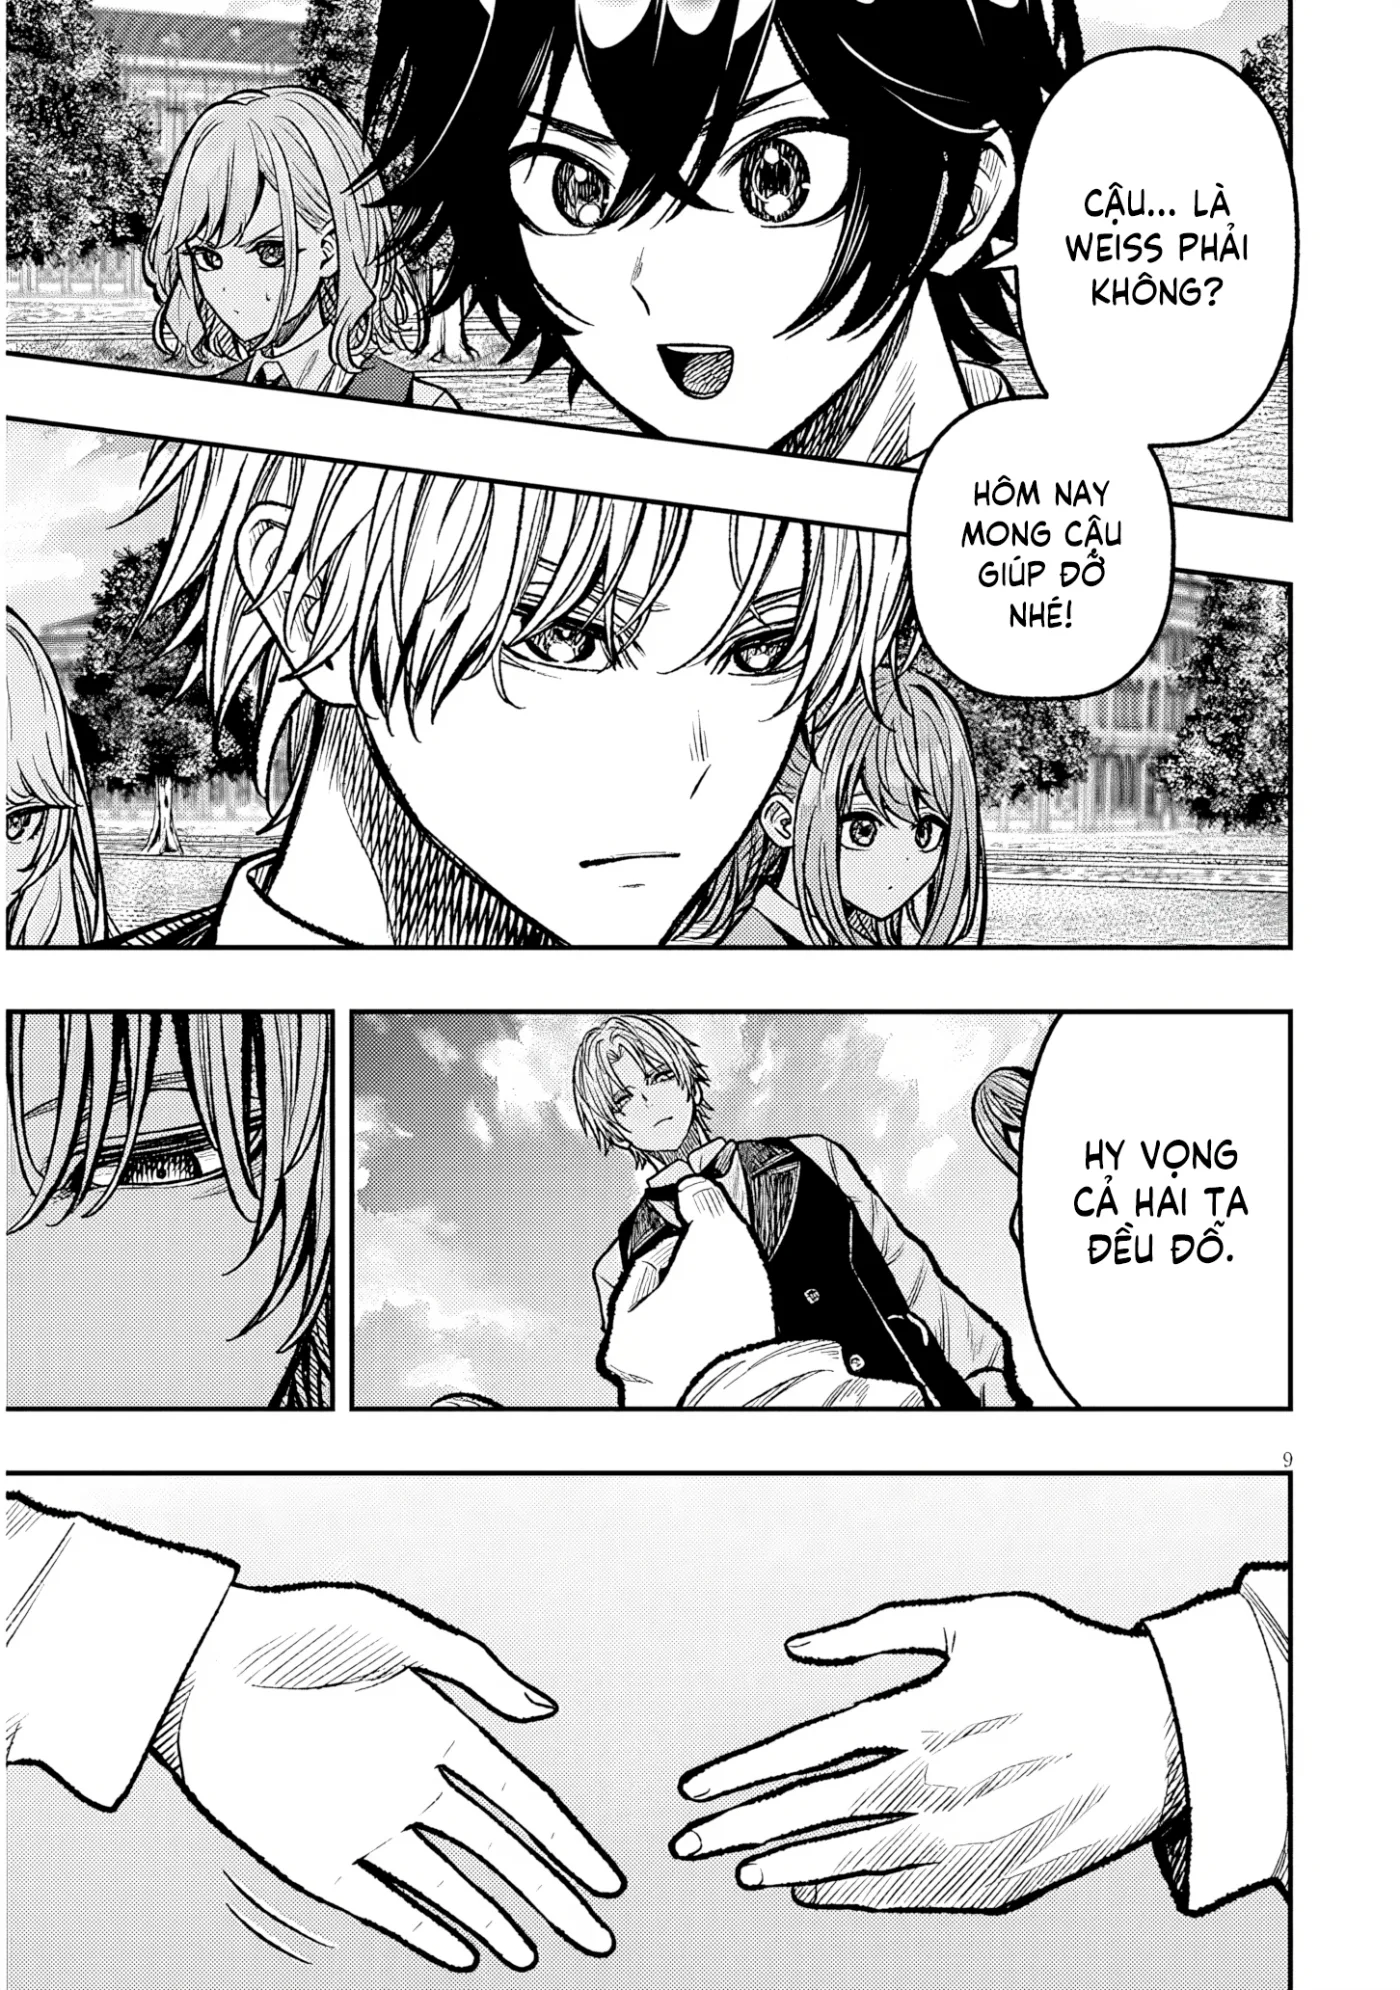 CẬU... LÀ
WEISS PHẢI
KHÔNG?
HÔM NAY
MONG CẬU
GIÚP ĐỠ
NHÉ!
HY VỌNG
CẢ HAI TA
ĐỀU ĐỖ.
9